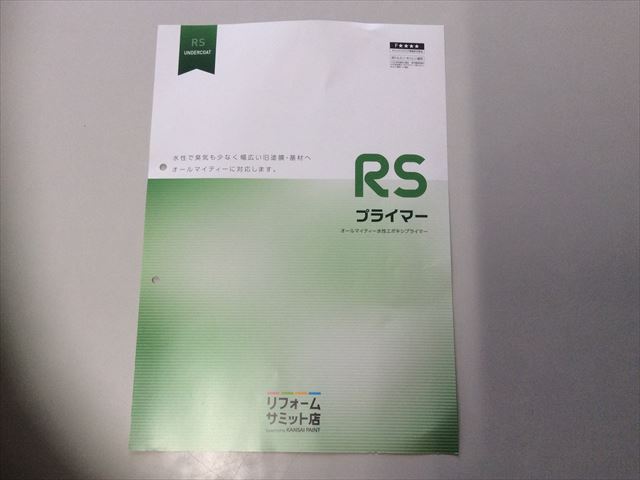 RS
UNDERCOAT
F★★★★
水性で臭気も少なく幅広い旧塗膜・基材へ
オールマイティーに対応します。
RS
プライマー
オールマイティー水性エポキシプライマー
リフォーム
サミット店
KANSAI PAINT